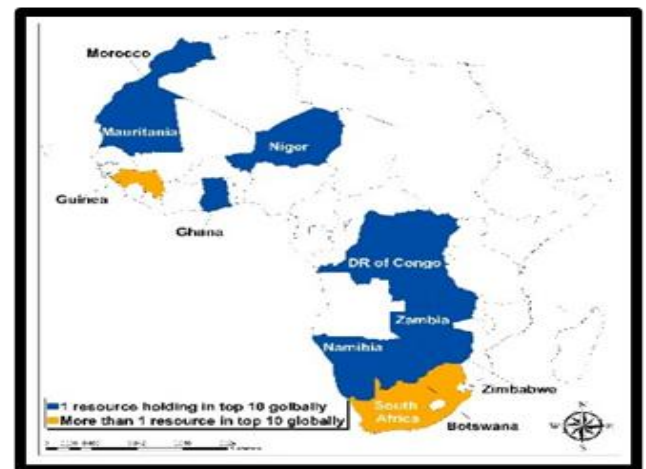 Morocco
Mauritania
Niger
Guinea
Ghana
DR of Congo
Zambia
Namibia
Zimbabwe
South
Africa
Botswana
1 resource holding in top 10 golbally
More than 1 resource in top 10 globally
N
W
E
S